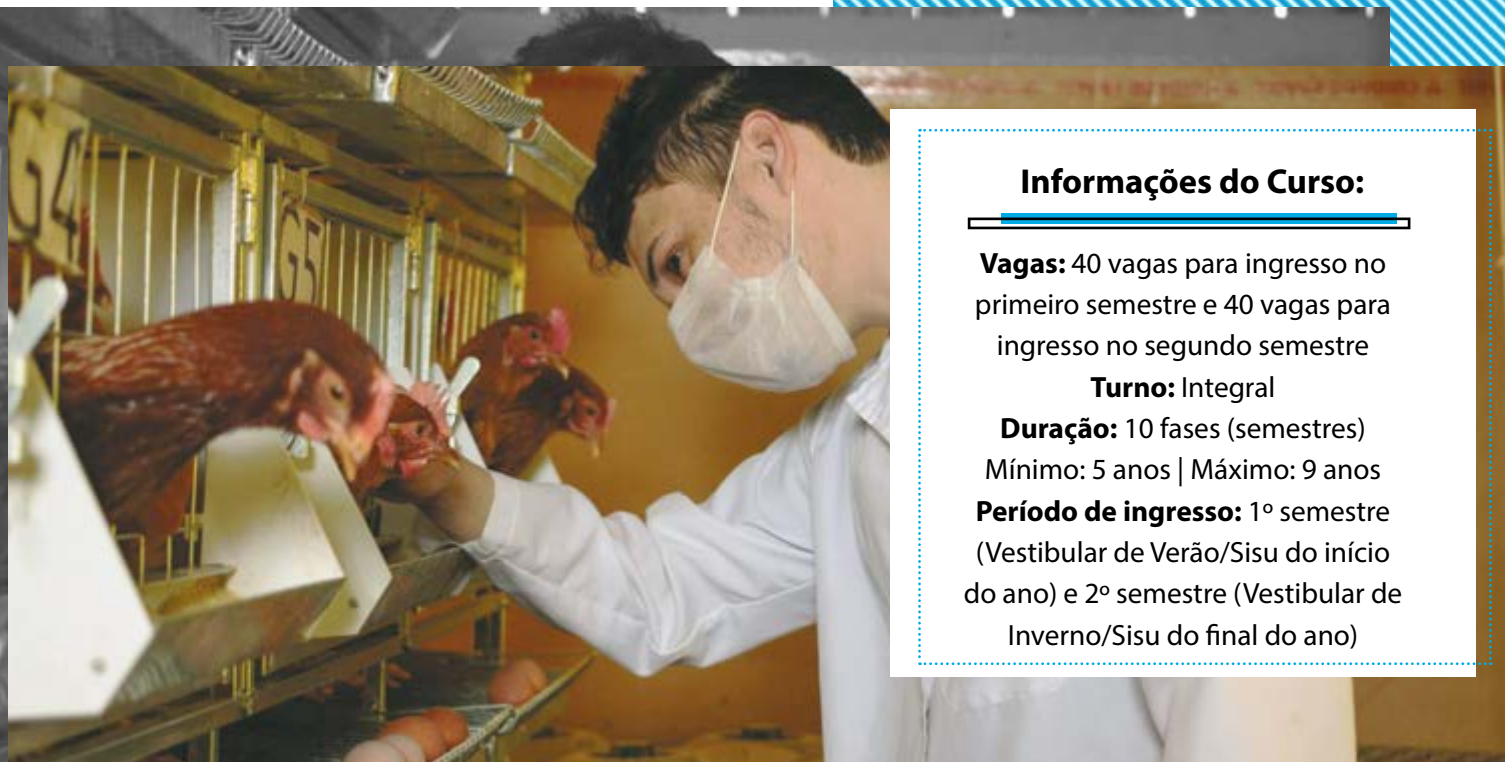 G4
G5
Informações do Curso:
Vagas: 40 vagas para ingresso no
primeiro semestre e 40 vagas para
ingresso no segundo semestre
Turno: Integral
Duração: 10 fases (semestres)
Mínimo: 5 anos | Máximo: 9 anos
Período de ingresso: 1º semestre
(Vestibular de Verão/Sisu do início
do ano) e 2º semestre (Vestibular de
Inverno/Sisu do final do ano)